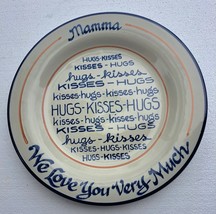 Mamma
HUGS-KISSES
KISSES - HUGS
hugs-kisses
KISSES - HUGS
kisses-hugs-kisses
HUGS-KISSES-HUGS
kisses-hugs-kisses
KISSES - HUGS
hugs-kisses
KISSES-HUGS-KISSES
HUGS-KISSES
We Love You Very Much